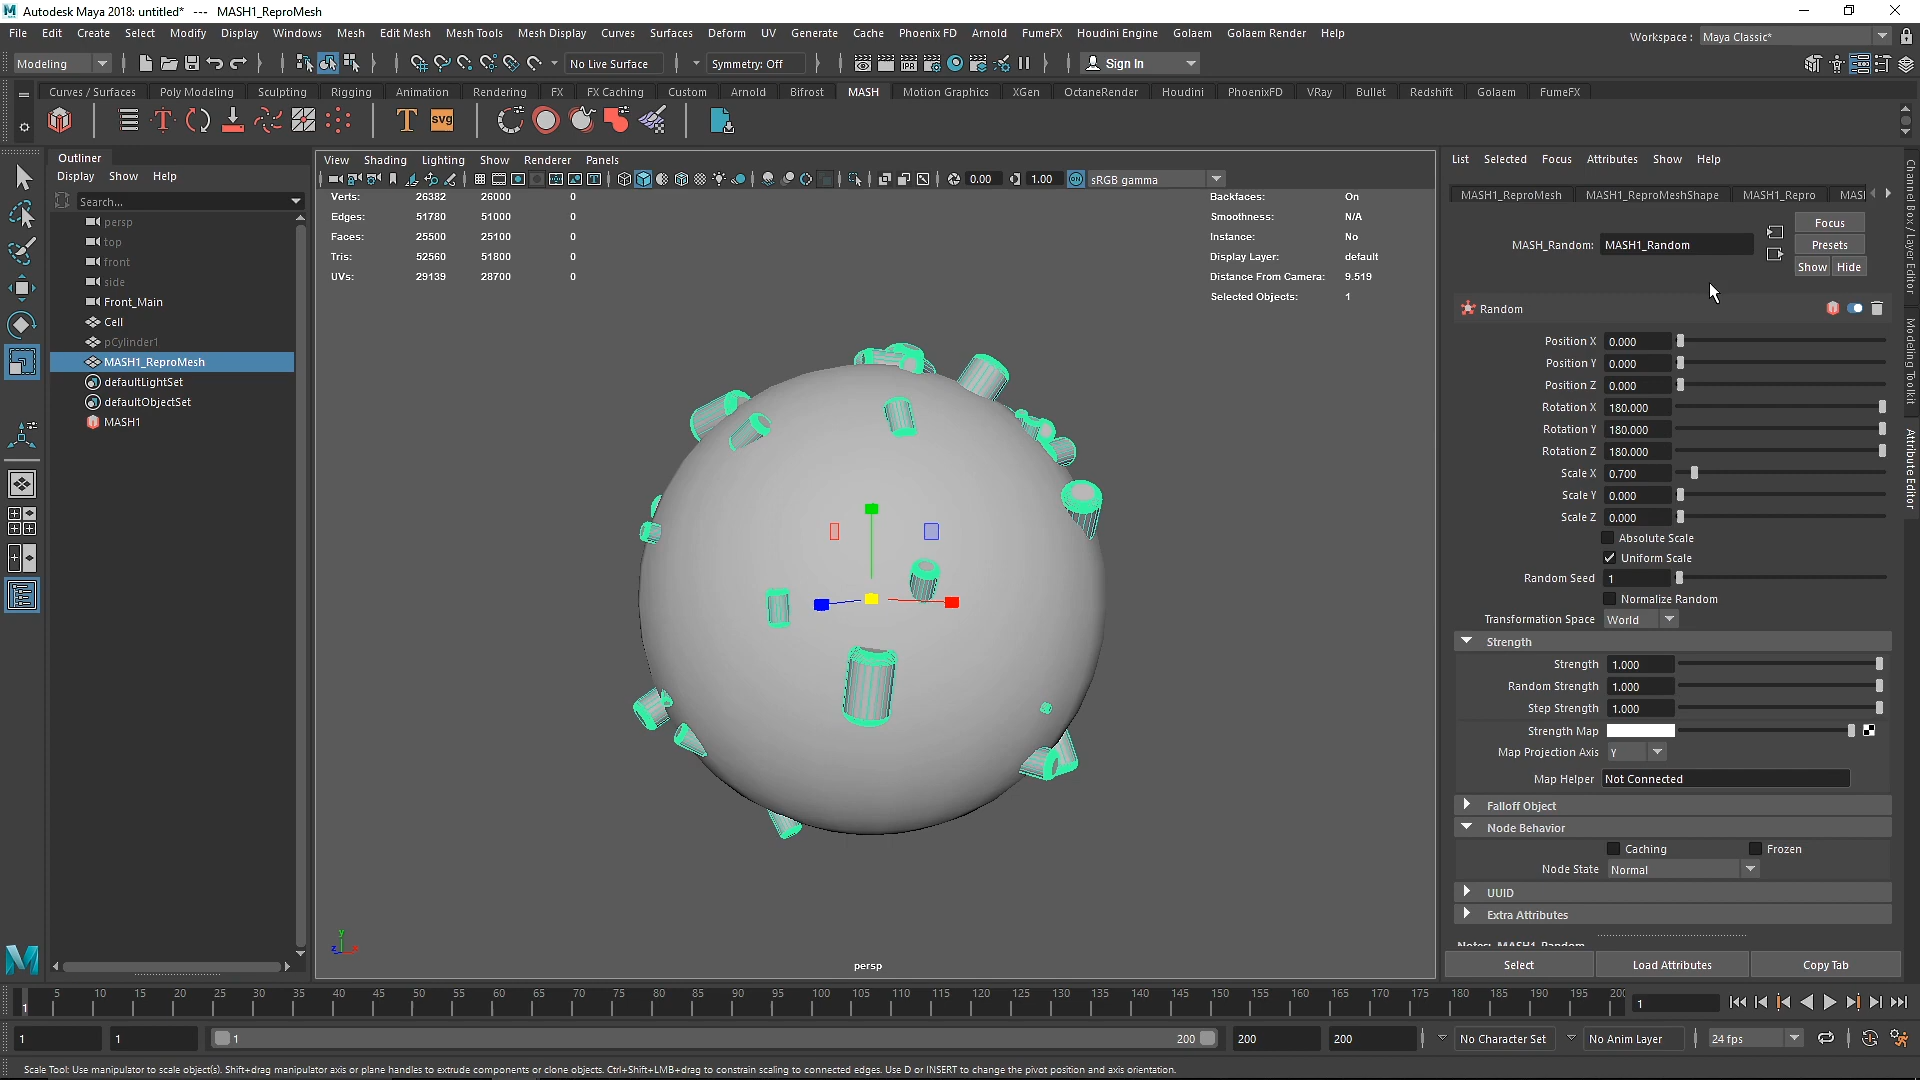 Autodesk Maya 2018: untitled* --- MASH1_ReproMesh
File Edit Create Select Modify Display Windows Mesh Edit Mesh Mesh Tools Mesh Display Curves Surfaces Deform UV Generate Cache Phoenix FD Arnold FumeFX Houdini Engine Golaem Golaem Render Help
Workspace : Maya Classic*
Modeling No Live Surface Symmetry: Off Sign In
Curves / Surfaces Poly Modeling Sculpting Rigging Animation Rendering FX FX Caching Custom Arnold Bifrost MASH Motion Graphics XGen OctaneRender Houdini PhoenixFD VRay Bullet Redshift Golaem FumeFX
T svg
Outliner
Display Show Help
Search...
persp
top
front
side
Front_Main
Cell
pCylinder1
MASH1_ReproMesh
defaultLightSet
defaultObjectSet
MASH1
View Shading Lighting Show Renderer Panels
0.00 1.00 sRGB gamma
Verts: 26382 26000 0
Edges: 51780 51000 0
Faces: 25500 25100 0
Tris: 52560 51800 0
UVs: 29139 28700 0
Backfaces: On
Smoothness: N/A
Instance: No
Display Layer: default
Distance From Camera: 9.519
Selected Objects: 1
y
z x
persp
List Selected Focus Attributes Show Help
MASH1_ReproMesh MASH1_ReproMeshShape MASH1_Repro MASI
MASH_Random: MASH1_Random
Focus
Presets
Show Hide
Random
Position X 0.000
Position Y 0.000
Position Z 0.000
Rotation X 180.000
Rotation Y 180.000
Rotation Z 180.000
Scale X 0.700
Scale Y 0.000
Scale Z 0.000
Absolute Scale
Uniform Scale
Random Seed 1
Normalize Random
Transformation Space World
Strength
Strength 1.000
Random Strength 1.000
Step Strength 1.000
Strength Map
Map Projection Axis Y
Map Helper Not Connected
Falloff Object
Node Behavior
Caching Frozen
Node State Normal
UUID
Extra Attributes
Notes: MASH1_Random
Select Load Attributes Copy Tab
Channel Box / Layer Editor
Modeling Toolkit
Attribute Editor
1 5 10 15 20 25 30 35 40 45 50 55 60 65 70 75 80 85 90 95 100 105 110 115 120 125 130 135 140 145 150 155 160 165 170 175 180 185 190 195 200 1
1 1 1 200 200 200 No Character Set No Anim Layer 24 fps
Scale Tool: Use manipulator to scale object(s). Shift+drag manipulator axis or plane handles to extrude components or clone objects. Ctrl+Shift+LMB+drag to constrain scaling to connected edges. Use D or INSERT to change the pivot position and axis orientation.